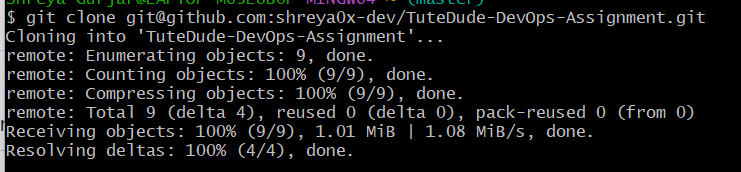 (master)
$ git clone git@github.com:shreya0x-dev/TuteDude-DevOps-Assignment.git
Cloning into 'TuteDude-DevOps-Assignment'...
remote: Enumerating objects: 9, done.
remote: Counting objects: 100% (9/9), done.
remote: Compressing objects: 100% (9/9), done.
remote: Total 9 (delta 4), reused 0 (delta 0), pack-reused 0 (from 0)
Receiving objects: 100% (9/9), 1.01 MiB | 1.08 MiB/s, done.
Resolving deltas: 100% (4/4), done.